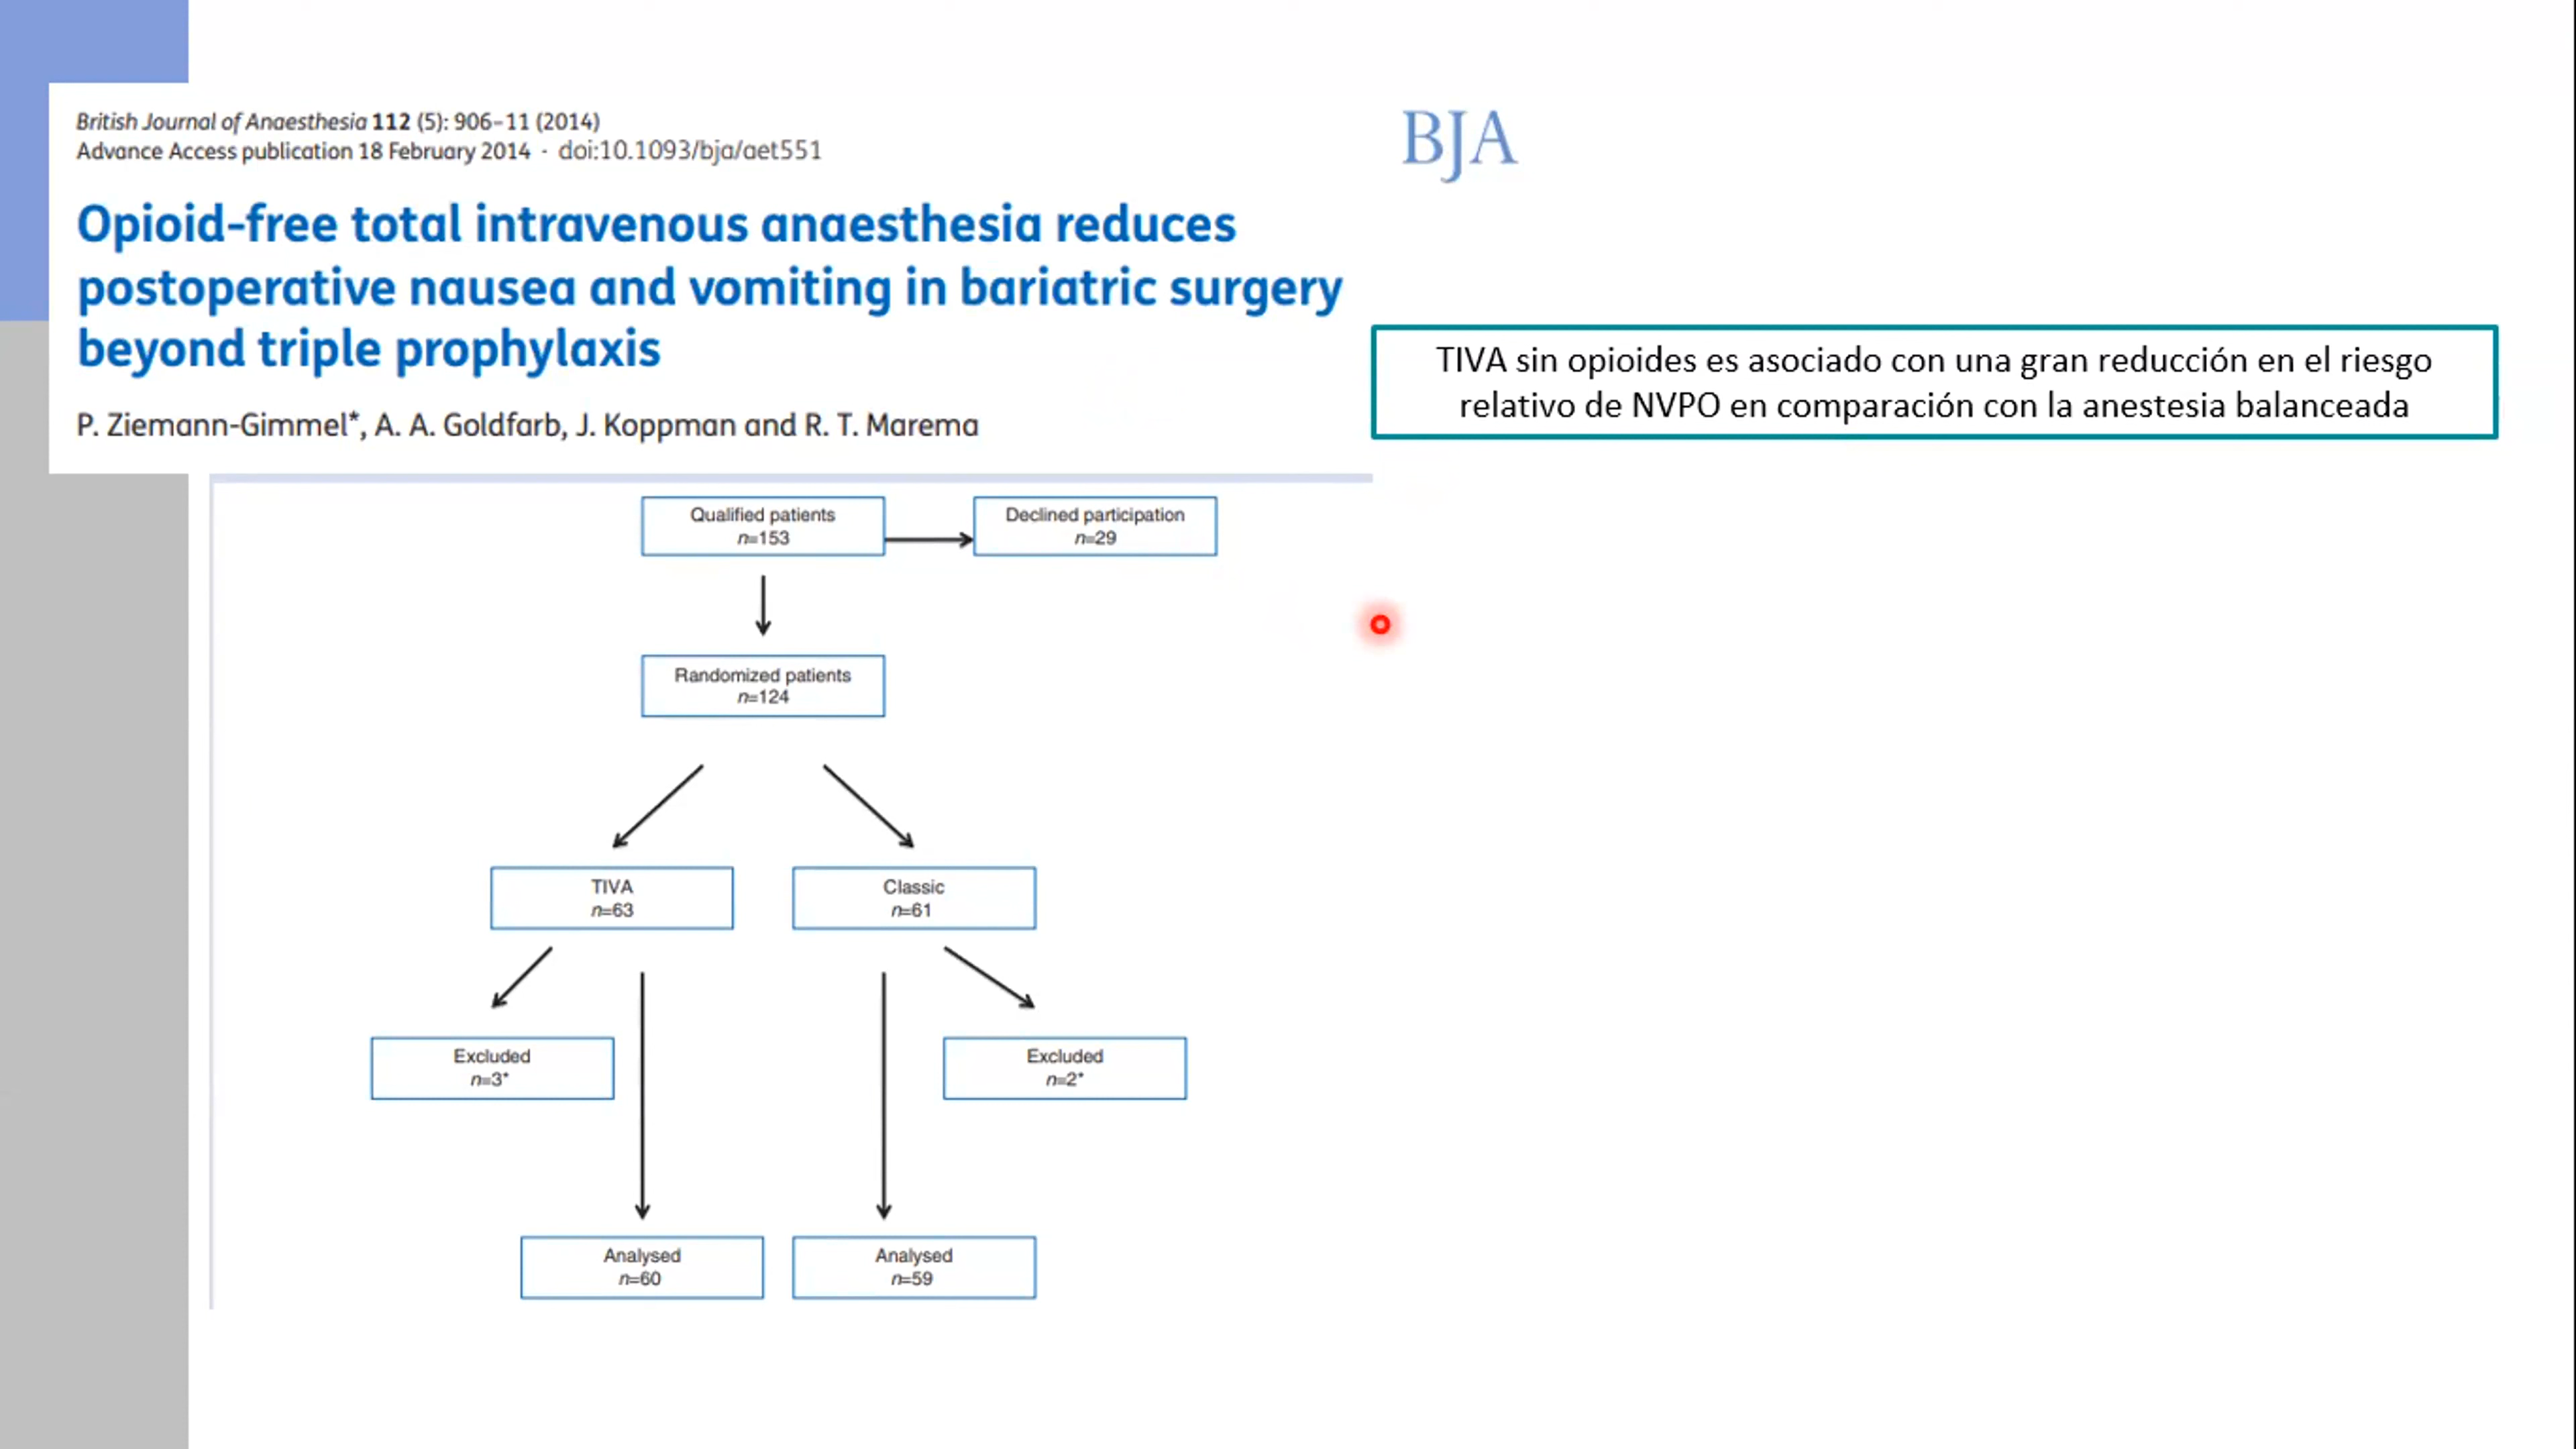 British Journal of Anaesthesia 112 (5): 906–11 (2014)
Advance Access publication 18 February 2014 · doi:10.1093/bja/aet551
BJA
Opioid-free total intravenous anaesthesia reduces
postoperative nausea and vomiting in bariatric surgery
beyond triple prophylaxis
P. Ziemann-Gimmel*, A. A. Goldfarb, J. Koppman and R. T. Marema
TIVA sin opioides es asociado con una gran reducción en el riesgo
relativo de NVPO en comparación con la anestesia balanceada
Qualified patients
n=153
Declined participation
n=29
Randomized patients
n=124
TIVA
n=63
Classic
n=61
Excluded
n=3*
Excluded
n=2*
Analysed
n=60
Analysed
n=59